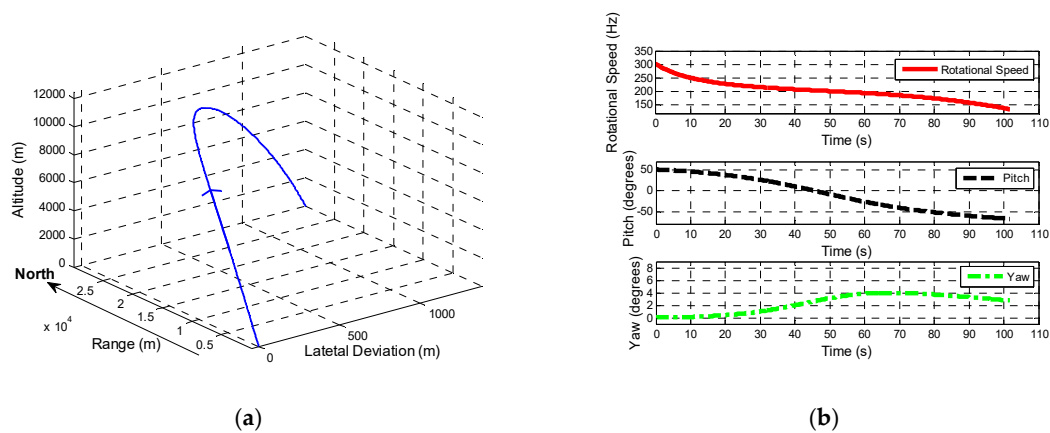 12000
10000
8000
6000
4000
2000
0
Altitude (m)
North
2.5
2
1.5
1
0.5
x 10^4
Range (m)
0
500
1000
Latetal Deviation (m)
(a)
350
300
250
200
150
Rotational Speed (Hz)
Rotational Speed
0 10 20 30 40 50 60 70 80 90 100 110
Time (s)
50
0
-50
Pitch (degrees)
Pitch
0 10 20 30 40 50 60 70 80 90 100 110
Time (s)
8
6
4
2
0
Yaw (degrees)
Yaw
0 10 20 30 40 50 60 70 80 90 100 110
Time (s)
(b)